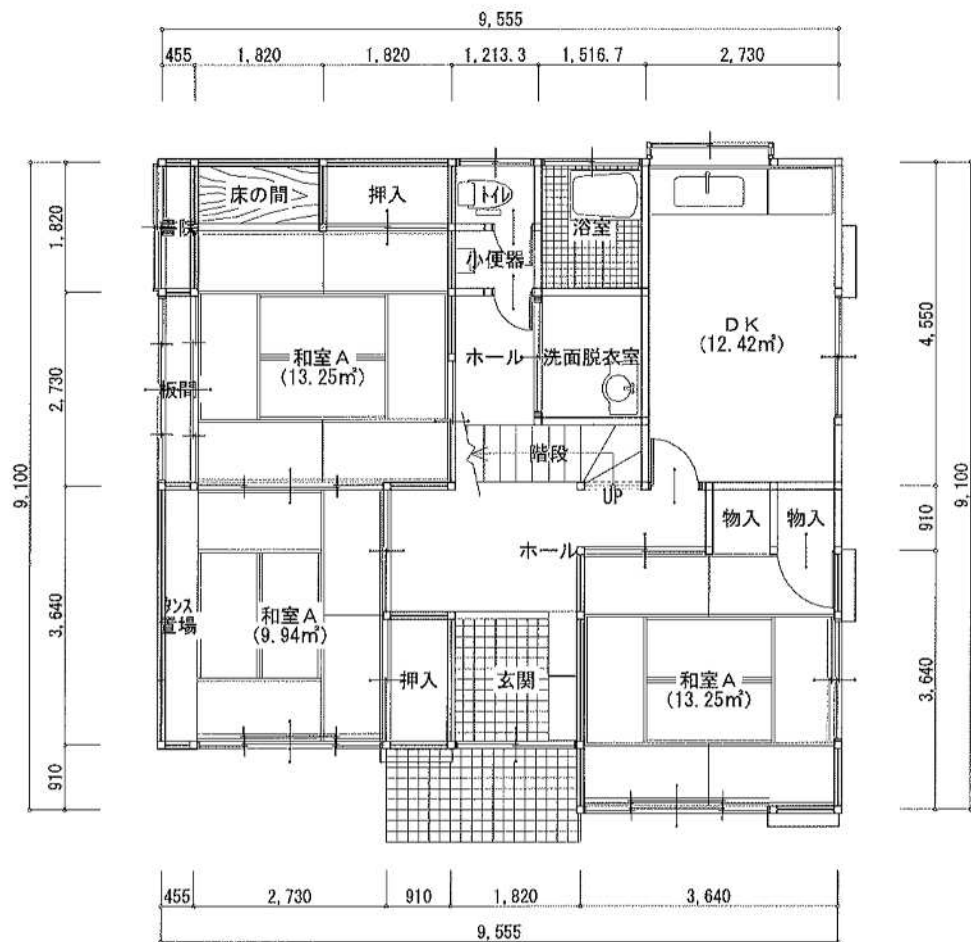 9,555
455
1,820
1,820
1,213.3
1,516.7
2,730
床の間
押入
トイレ
浴室
書院
小便器
1,820
4,550
DK
(12.42㎡)
和室A
(13.25㎡)
ホール
洗面脱衣室
板間
2,730
階段
UP
9,100
物入
物入
910
9,100
ホール
タンス
置場
和室A
(9.94㎡)
3,640
押入
玄関
和室A
(13.25㎡)
3,640
910
455
2,730
910
1,820
3,640
9,555